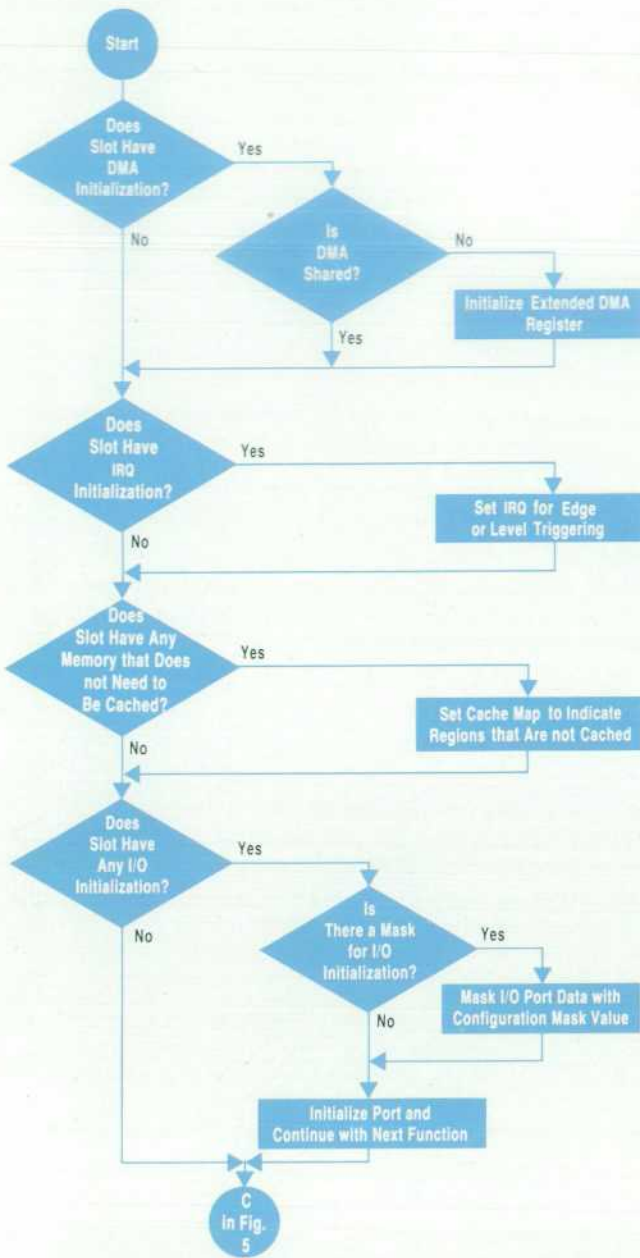 Start
Does
Slot Have
DMA
Initialization?
Yes
No
Is
DMA
Shared?
No
Yes
Initialize Extended DMA
Register
Does
Slot Have
IRQ
Initialization?
Yes
No
Set IRQ for Edge
or Level Triggering
Does
Slot Have Any
Memory that Does
not Need to
Be Cached?
Yes
No
Set Cache Map to Indicate
Regions that Are not Cached
Does
Slot Have
Any I/O
Initialization?
Yes
No
Is
There a Mask
for I/O
Initialization?
Yes
No
Mask I/O Port Data with
Configuration Mask Value
Initialize Port and
Continue with Next Function
C
in Fig.
5